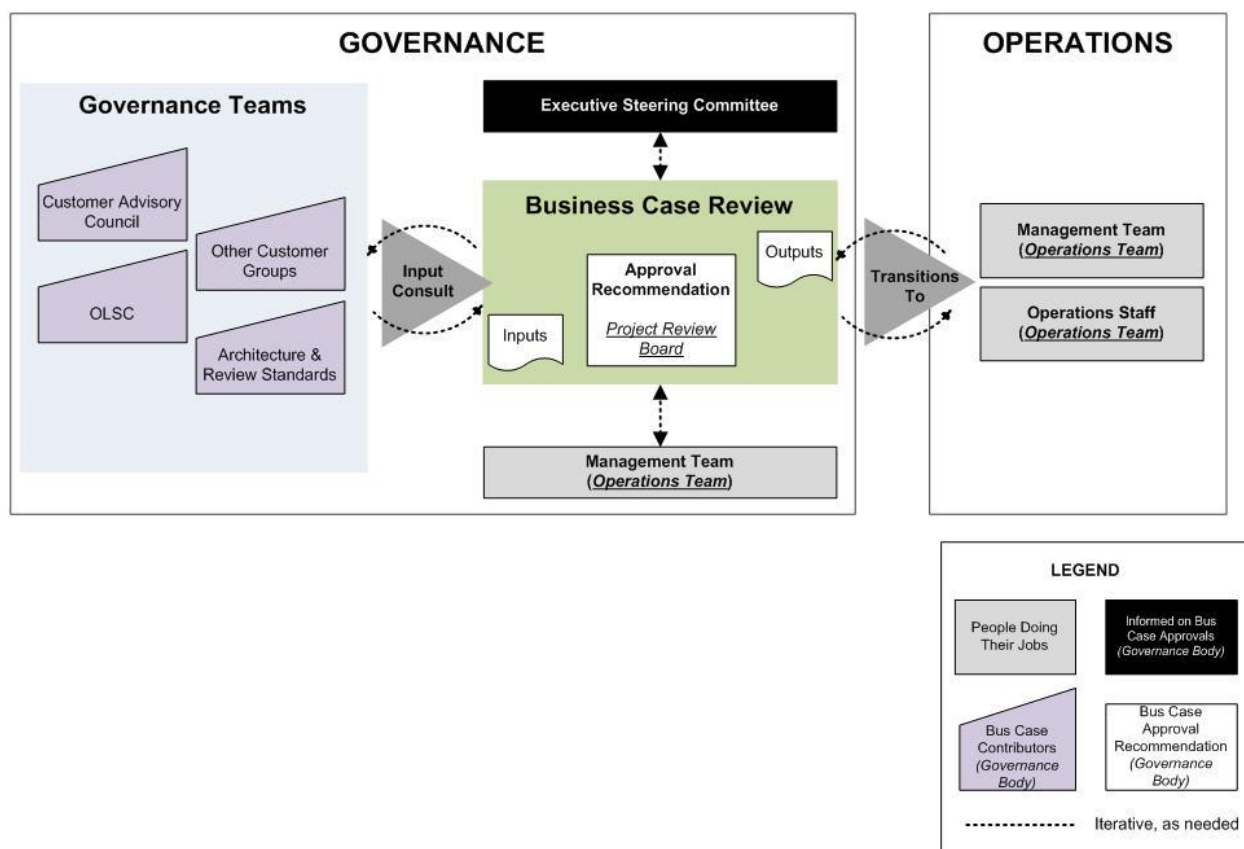 GOVERNANCE
Governance Teams
Customer Advisory
Council
Other Customer
Groups
OLSC
Architecture &
Review Standards
Input
Consult
Executive Steering Committee
Business Case Review
Inputs
Approval
Recommendation
Project Review
Board
Outputs
Management Team
(Operations Team)
Transitions
To
OPERATIONS
Management Team
(Operations Team)
Operations Staff
(Operations Team)
LEGEND
People Doing
Their Jobs
Informed on Bus
Case Approvals
(Governance Body)
Bus Case
Contributors
(Governance
Body)
Bus Case
Approval
Recommendation
(Governance
Body)
Iterative, as needed